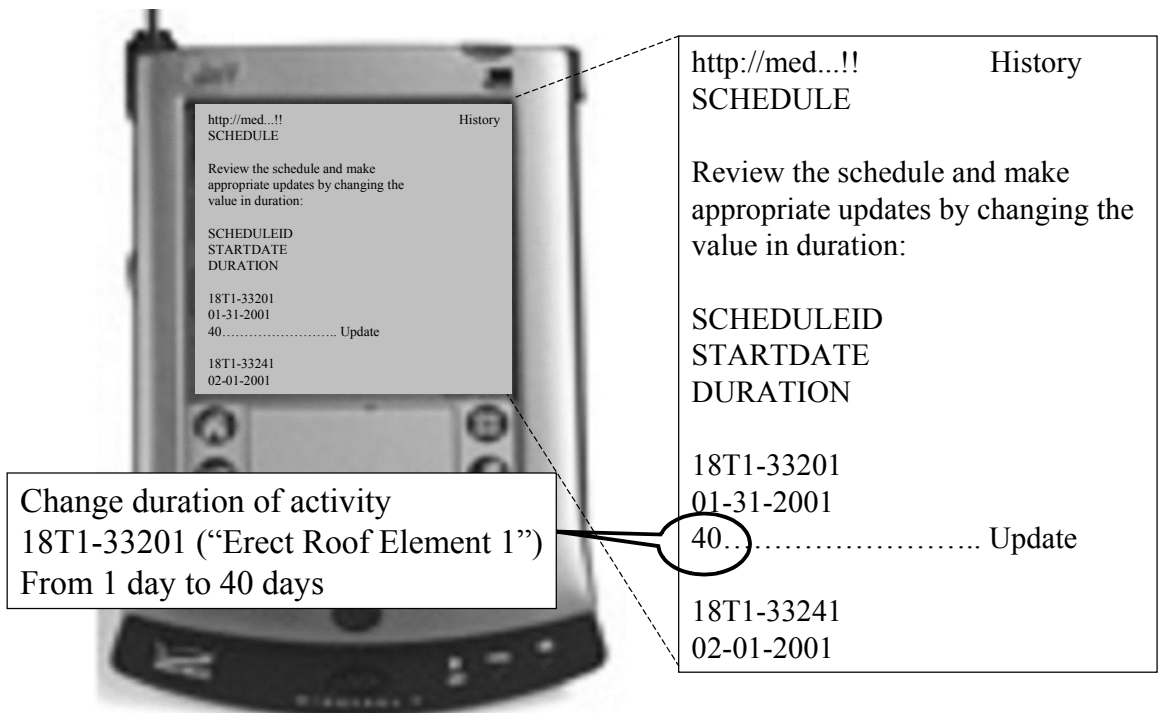 http://med...!! History
SCHEDULE
Review the schedule and make
appropriate updates by changing the
value in duration:
SCHEDULEID
STARTDATE
DURATION
18T1-33201
01-31-2001
40…………………….. Update
18T1-33241
02-01-2001
Change duration of activity
18T1-33201 (“Erect Roof Element 1”)
From 1 day to 40 days
http://med...!! History
SCHEDULE
Review the schedule and make
appropriate updates by changing the
value in duration:
SCHEDULEID
STARTDATE
DURATION
18T1-33201
01-31-2001
40…………………….. Update
18T1-33241
02-01-2001